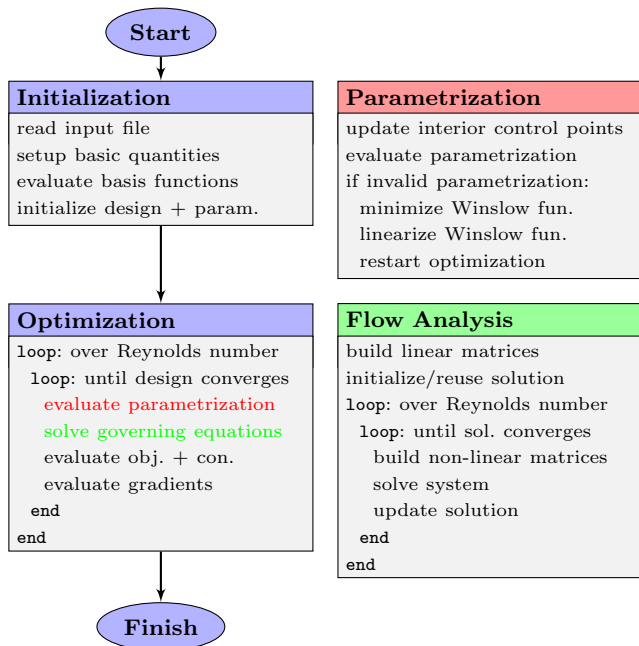 Start
Initialization
read input file
setup basic quantities
evaluate basis functions
initialize design + param.
Parametrization
update interior control points
evaluate parametrization
if invalid parametrization:
minimize Winslow fun.
linearize Winslow fun.
restart optimization
Optimization
loop: over Reynolds number
loop: until design converges
evaluate parametrization
solve governing equations
evaluate obj. + con.
evaluate gradients
end
end
Flow Analysis
build linear matrices
initialize/reuse solution
loop: over Reynolds number
loop: until sol. converges
build non-linear matrices
solve system
update solution
end
end
Finish